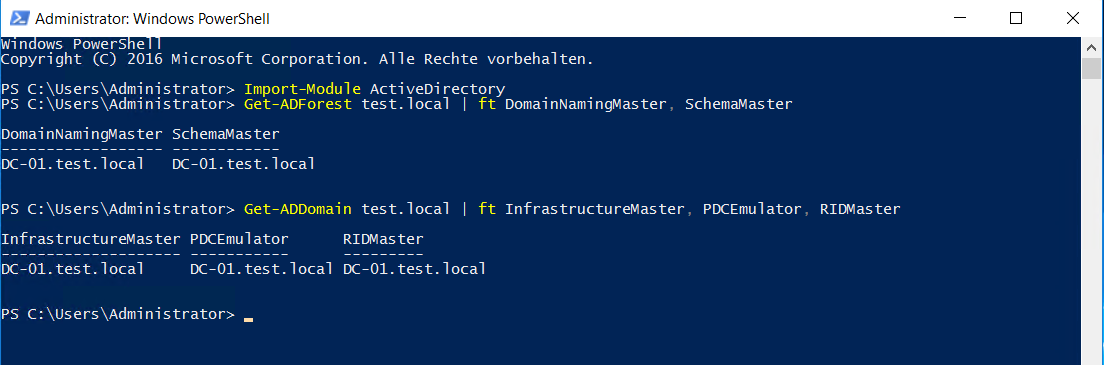 Administrator: Windows PowerShell
Windows PowerShell
Copyright (C) 2016 Microsoft Corporation. Alle Rechte vorbehalten.
PS C:\Users\Administrator> Import-Module ActiveDirectory
PS C:\Users\Administrator> Get-ADForest test.local | ft DomainNamingMaster, SchemaMaster
DomainNamingMaster SchemaMaster
------------------ ------------
DC-01.test.local   DC-01.test.local
PS C:\Users\Administrator> Get-ADDomain test.local | ft InfrastructureMaster, PDCEmulator, RIDMaster
InfrastructureMaster PDCEmulator      RIDMaster
-------------------- -----------      ---------
DC-01.test.local     DC-01.test.local DC-01.test.local
PS C:\Users\Administrator>